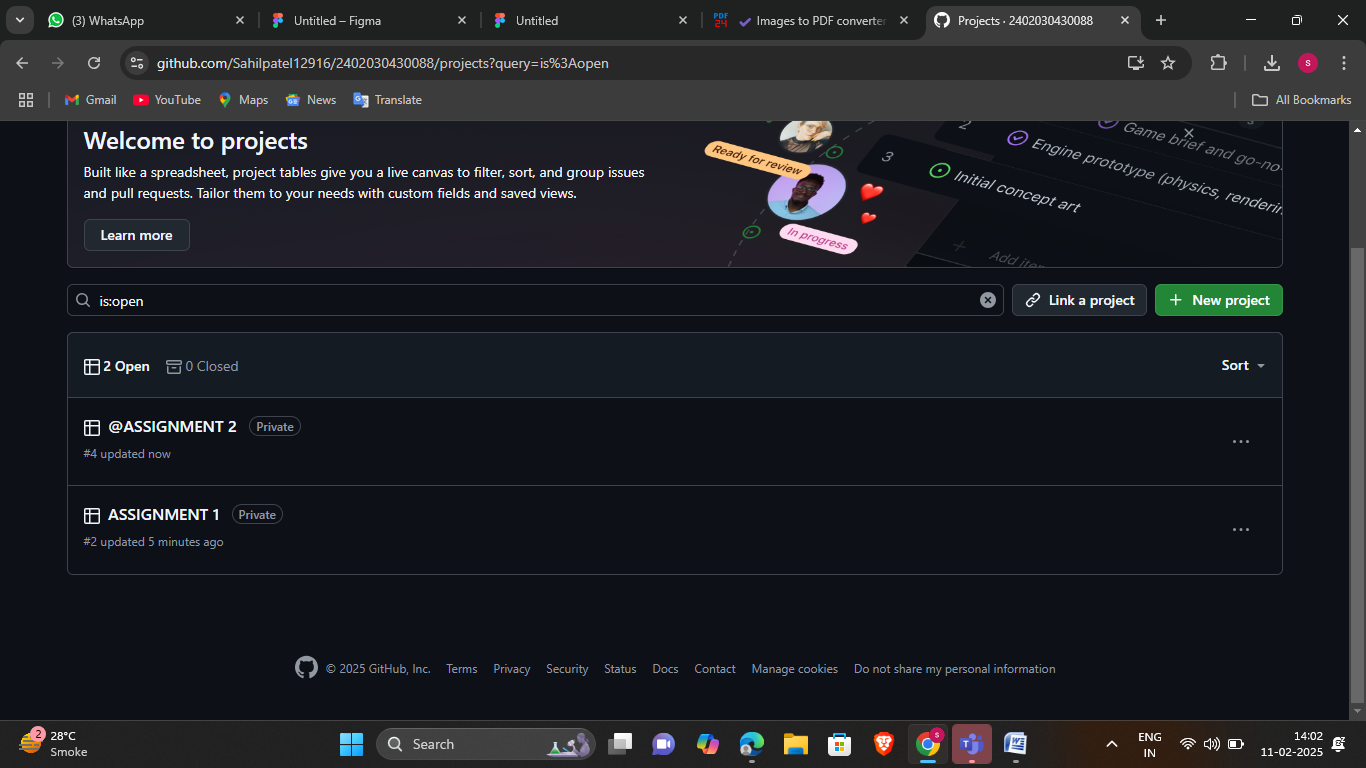 (3) WhatsApp
Untitled – Figma
Untitled
PDF 24
Images to PDF converter
Projects · 2402030430088
github.com/Sahilpatel12916/2402030430088/projects?query=is%3Aopen
s
Gmail
YouTube
Maps
News
Translate
All Bookmarks
Welcome to projects
Built like a spreadsheet, project tables give you a live canvas to filter, sort, and group issues
and pull requests. Tailor them to your needs with custom fields and saved views.
Learn more
Ready for review
In progress
2
Game brief and go-no-
3
Engine prototype (physics, renderin
Initial concept art
Add item
is:open
Link a project
New project
2 Open
0 Closed
Sort
@ASSIGNMENT 2
Private
#4 updated now
ASSIGNMENT 1
Private
#2 updated 5 minutes ago
© 2025 GitHub, Inc.
Terms
Privacy
Security
Status
Docs
Contact
Manage cookies
Do not share my personal information
2
28°C
Smoke
Search
s
ENG
IN
14:02
11-02-2025